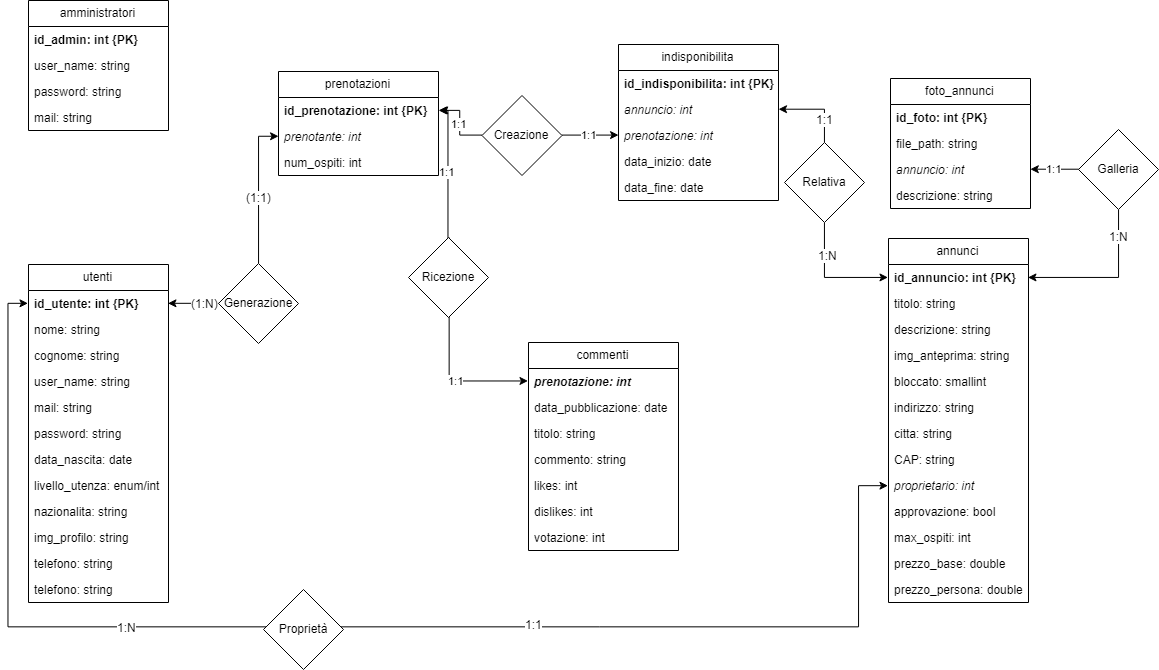 amministratori
id_admin: int {PK}
user_name: string
password: string
mail: string
prenotazioni
id_prenotazione: int {PK}
prenotante: int
num_ospiti: int
1:1
Creazione
1:1
indisponibilita
id_indisponibilita: int {PK}
annuncio: int
prenotazione: int
data_inizio: date
data_fine: date
1:1
Relativa
1:N
foto_annunci
id_foto: int {PK}
file_path: string
annuncio: int
descrizione: string
1:1
Galleria
1:N
(1:1)
Generazione
(1:N)
1:1
Ricezione
1:1
utenti
id_utente: int {PK}
nome: string
cognome: string
user_name: string
mail: string
password: string
data_nascita: date
livello_utenza: enum/int
nazionalita: string
img_profilo: string
telefono: string
telefono: string
commenti
prenotazione: int
data_pubblicazione: date
titolo: string
commento: string
likes: int
dislikes: int
votazione: int
annunci
id_annuncio: int {PK}
titolo: string
descrizione: string
img_anteprima: string
bloccato: smallint
indirizzo: string
citta: string
CAP: string
proprietario: int
approvazione: bool
max_ospiti: int
prezzo_base: double
prezzo_persona: double
1:N
Proprietà
1:1